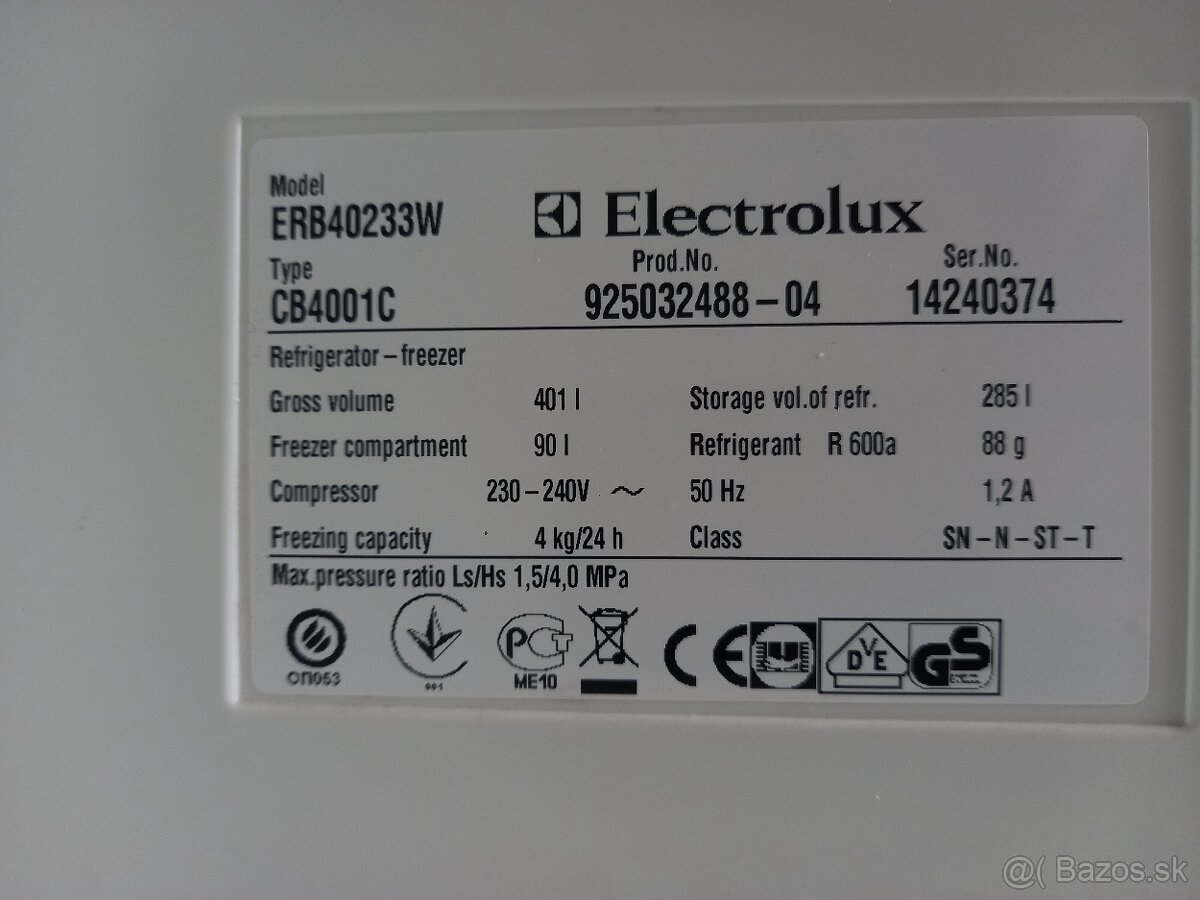 Model
ERB40233W
Electrolux
Type
CB4001C
Prod.No.
925032488-04
Ser.No.
14240374
Refrigerator-freezer
Gross volume 401 l Storage vol.of refr. 285 l
Freezer compartment 90 l Refrigerant R 600a 88 g
Compressor 230-240V ~ 50 Hz 1,2 A
Freezing capacity 4 kg/24 h Class SN-N-ST-T
Max.pressure ratio Ls/Hs 1,5/4,0 MPa
ОП053
001
РСТ
ME10
CE
DVE
GS
@( Bazos.sk